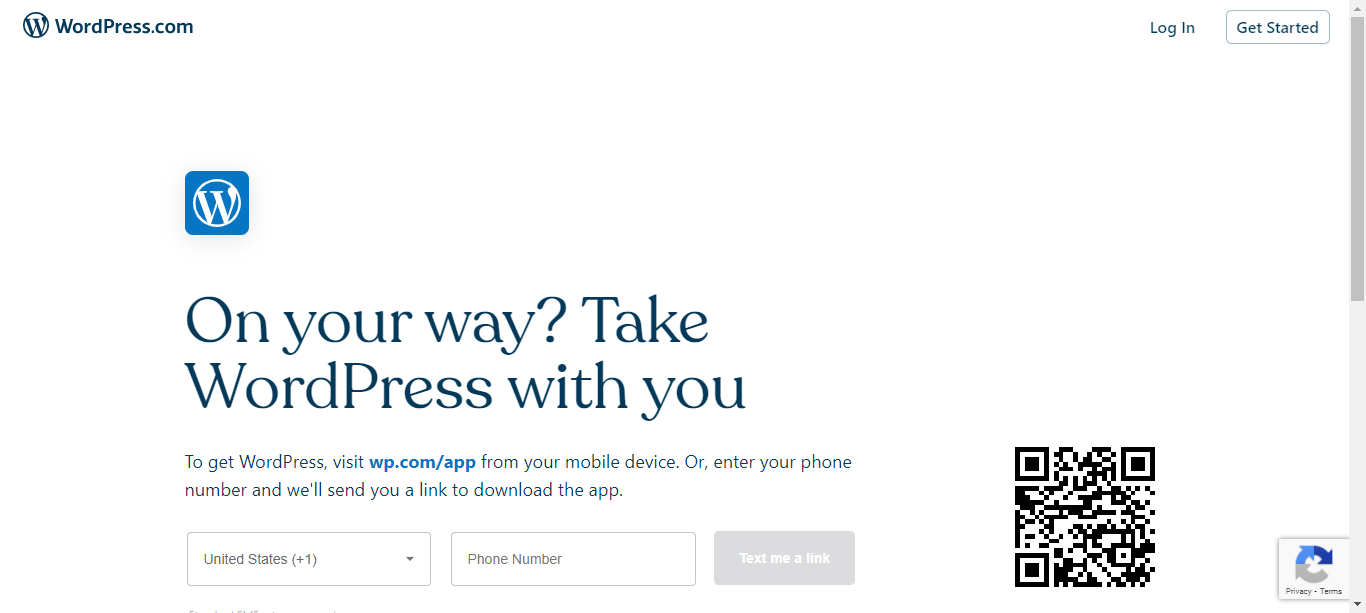 WordPress.com
Log In
Get Started
On your way? Take
WordPress with you
To get WordPress, visit wp.com/app from your mobile device. Or, enter your phone
number and we'll send you a link to download the app.
United States (+1)
Phone Number
Text me a link
Privacy - Terms